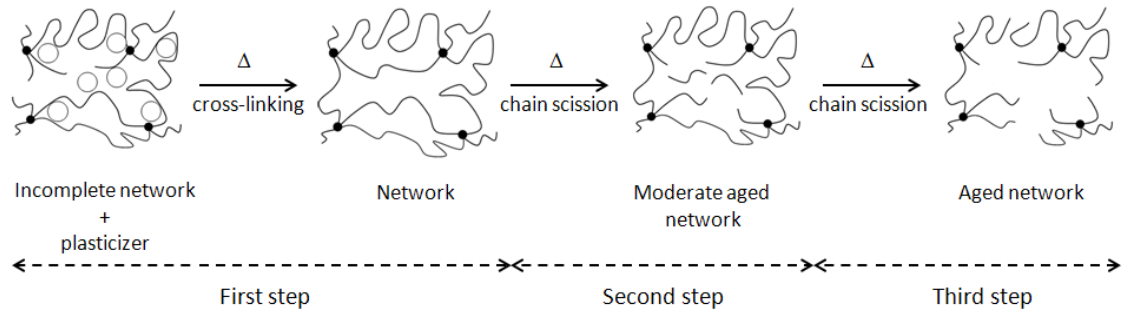 Δ
cross-linking
Δ
chain scission
Δ
chain scission
Incomplete network
+
plasticizer
Network
Moderate aged
network
Aged network
First step
Second step
Third step